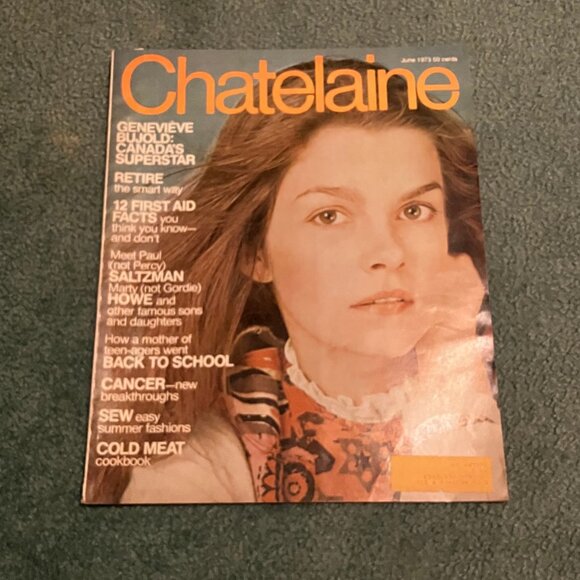 Chatelaine
June 1973 50 cents
GENEVIÈVE
BUJOLD:
CANADA'S
SUPERSTAR
RETIRE
the smart way
12 FIRST AID
FACTS you
think you know—
and don't
Meet Paul
(not Percy)
SALTZMAN
Marty (not Gordie)
HOWE and
other famous sons
and daughters
How a mother of
teen-agers went
BACK TO SCHOOL
CANCER—new
breakthroughs
SEW easy
summer fashions
COLD MEAT
cookbook